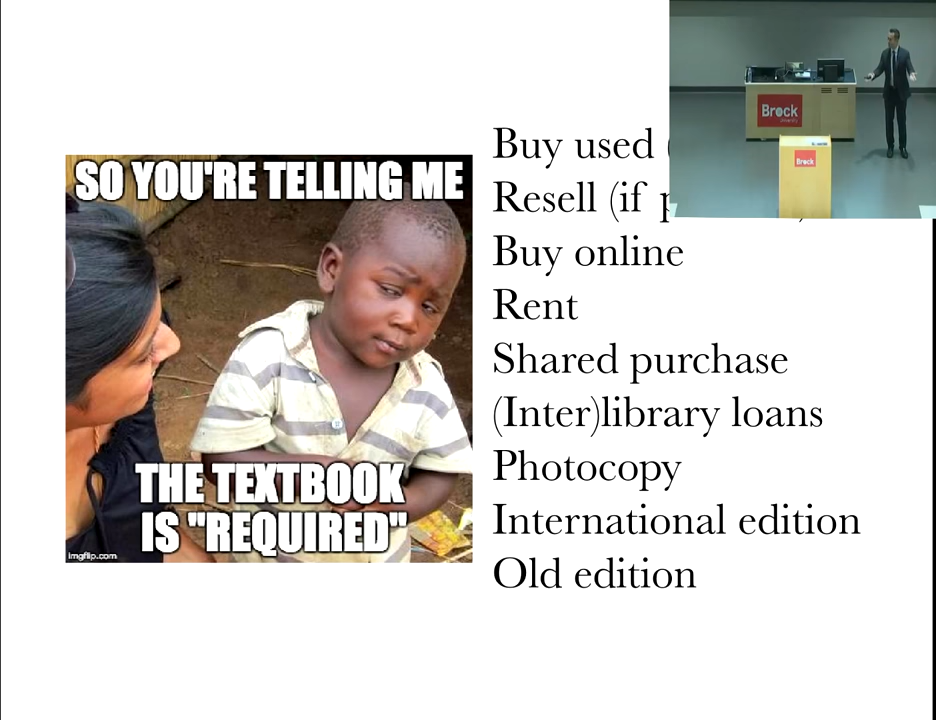 SO YOU'RE TELLING ME
THE TEXTBOOK
IS "REQUIRED"
imgflip.com
Buy used
Resell (if
Buy online
Rent
Shared purchase
(Inter)library loans
Photocopy
International edition
Old edition
Brock
University
Brock